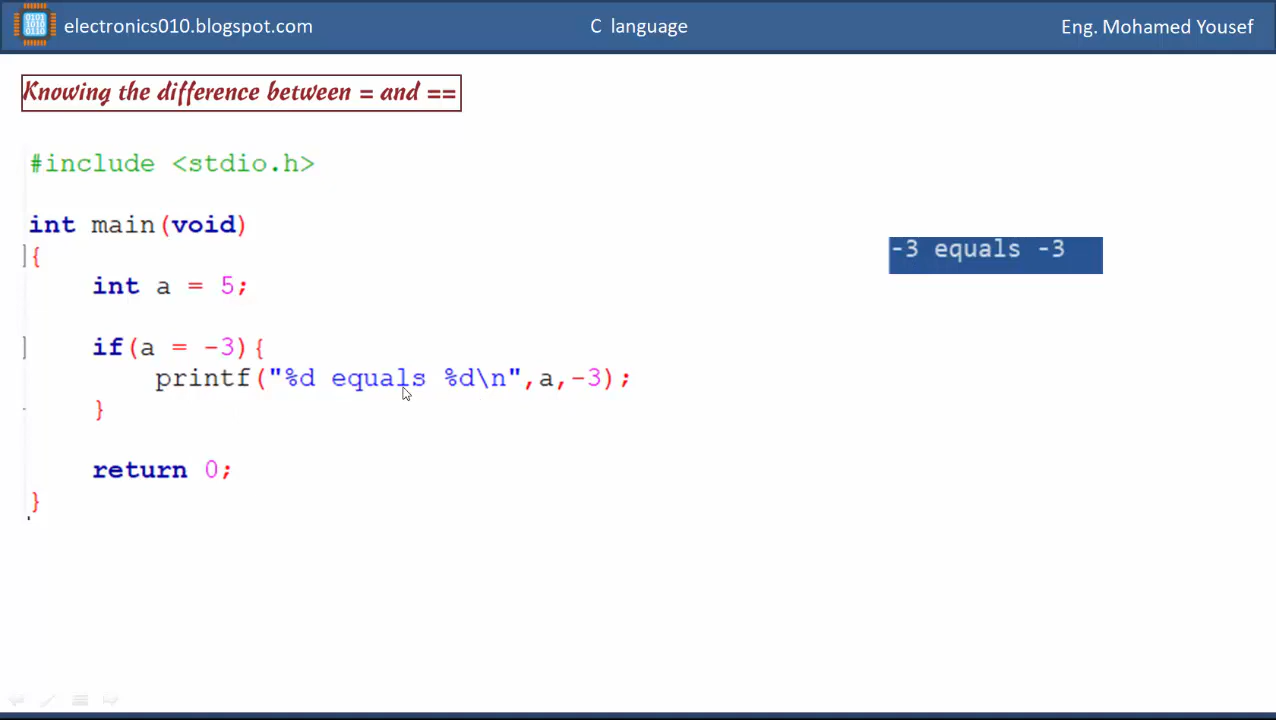 electronics010.blogspot.com C language Eng. Mohamed Yousef
Knowing the difference between = and ==
#include <stdio.h>
int main(void)
{
int a = 5;
if(a = -3){
printf("%d equals %d\n",a,-3);
}
return 0;
}
-3 equals -3